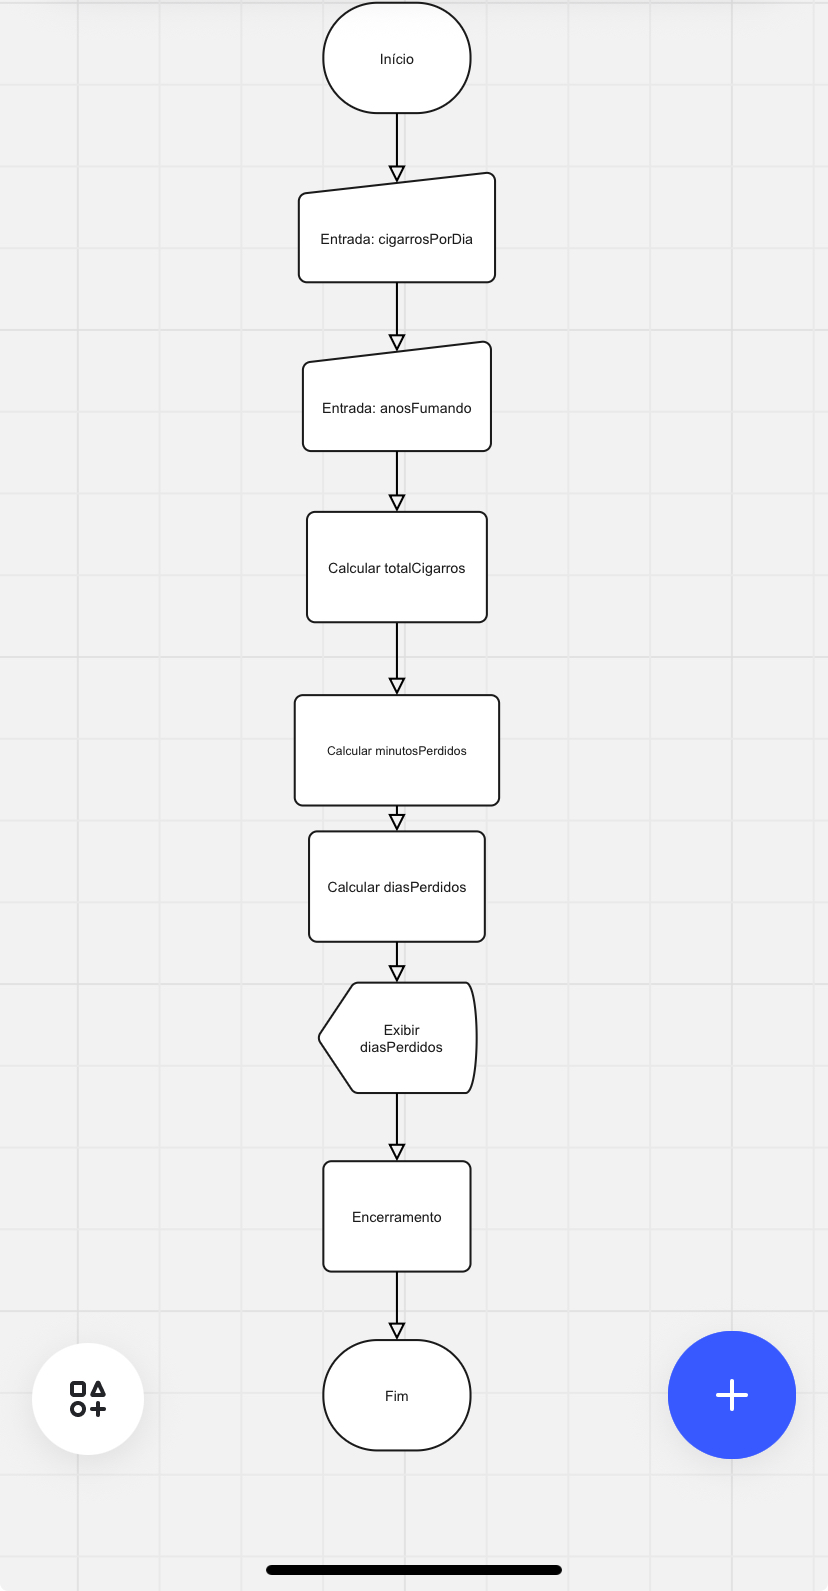 Início
Entrada: cigarrosPorDia
Entrada: anosFumando
Calcular totalCigarros
Calcular minutosPerdidos
Calcular diasPerdidos
Exibir
diasPerdidos
Encerramento
Fim